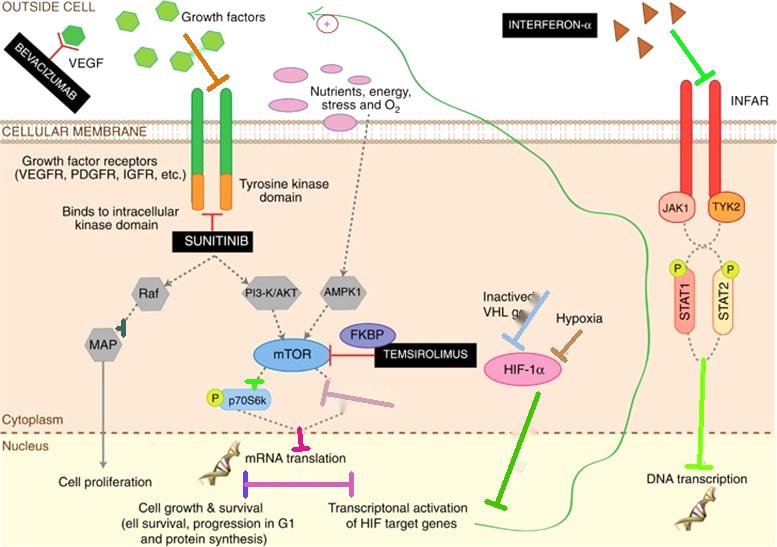 OUTSIDE CELL
BEVACIZUMAB
VEGF
Growth factors
INTERFERON-α
INFAR
Nutrients, energy,
stress and O2
CELLULAR MEMBRANE
Growth factor receptors
(VEGFR, PDGFR, IGFR, etc.)
Tyrosine kinase
domain
Binds to intracellular
kinase domain
SUNITINIB
JAK1
TYK2
P
P
STAT1
STAT2
Raf
PI3-K/AKT
AMPK1
Inactived
VHL
Hypoxia
MAP
mTOR
FKBP
TEMSIROLIMUS
HIF-1α
P
p70S6k
Cytoplasm
Nucleus
mRNA translation
Cell proliferation
DNA transcription
Cell growth & survival
(ell survival, progression in G1
and protein synthesis)
Transcriptonal activation
of HIF target genes
+